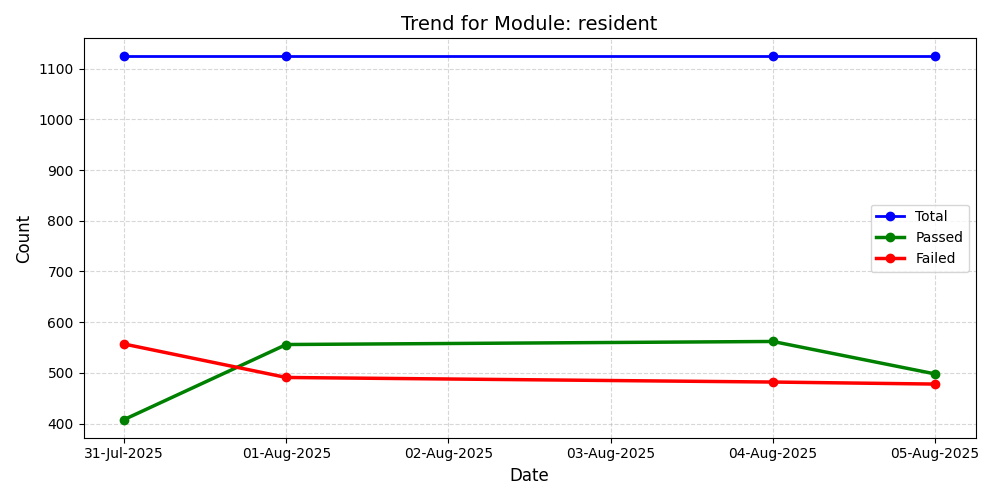 Trend for Module: resident
Count
1100
1000
900
800
700
600
500
400
Total
Passed
Failed
31-Jul-2025 01-Aug-2025 02-Aug-2025 03-Aug-2025 04-Aug-2025 05-Aug-2025
Date